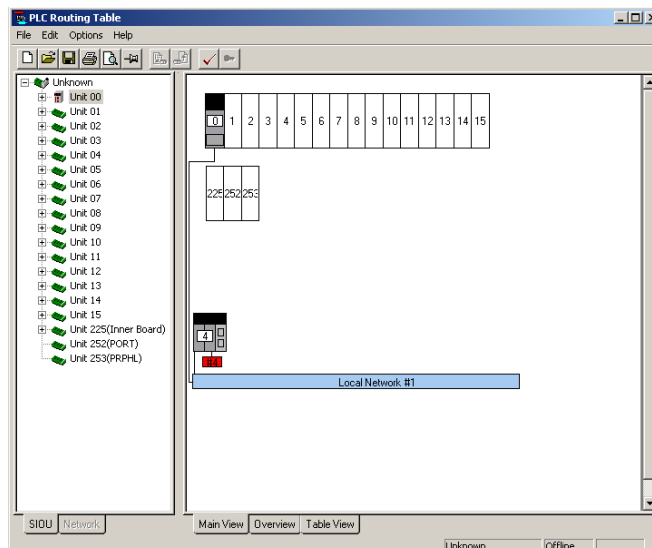 PLC Routing Table
File Edit Options Help
Unknown
Unit 00
Unit 01
Unit 02
Unit 03
Unit 04
Unit 05
Unit 06
Unit 07
Unit 08
Unit 09
Unit 10
Unit 11
Unit 12
Unit 13
Unit 14
Unit 15
Unit 225(Inner Board)
Unit 252(PORT)
Unit 253(PRPHL)
0 1 2 3 4 5 6 7 8 9 10 11 12 13 14 15
225 252 253
4
#4
Local Network #1
SIOU Network
Main View Overview Table View
Unknown Offline